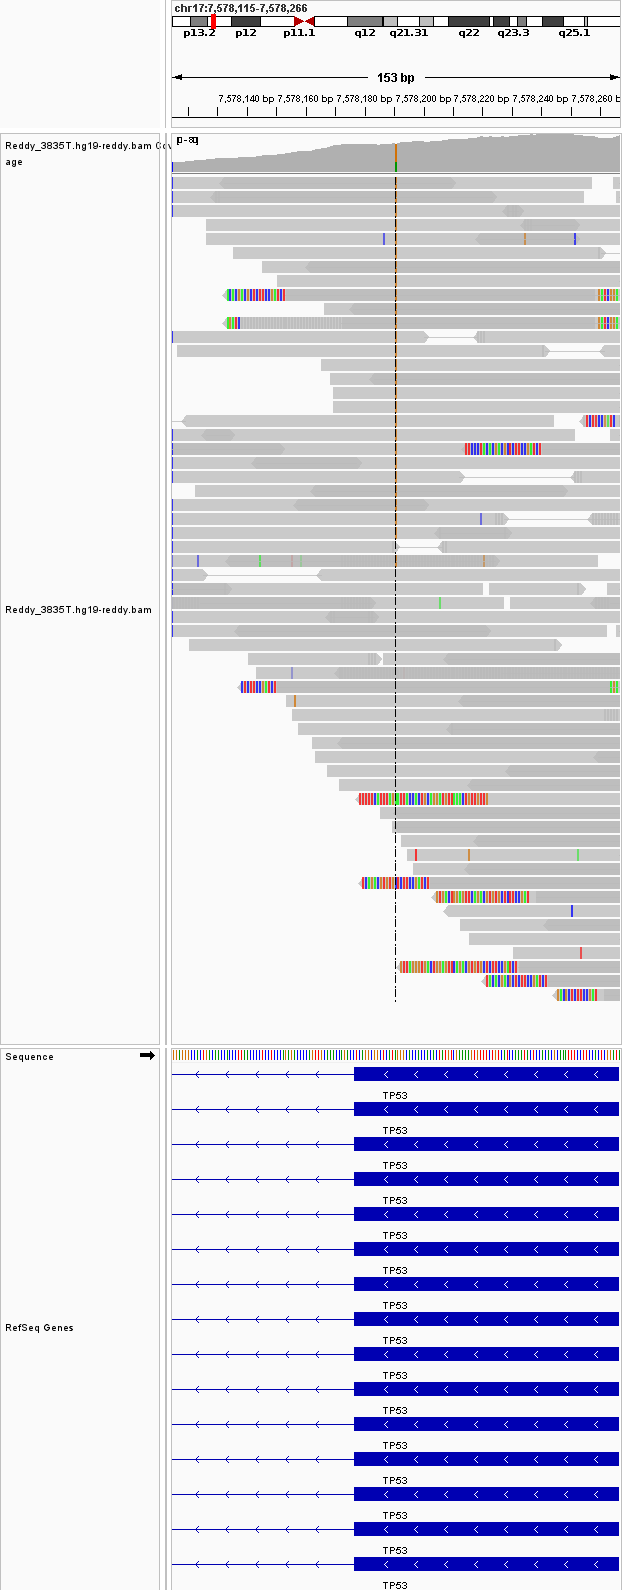 chr17:7,578,115-7,578,266
p13.2 p12 p11.1 q12 q21.31 q22 q23.3 q25.1
153 bp
7,578,140 bp 7,578,160 bp 7,578,180 bp 7,578,200 bp 7,578,220 bp 7,578,240 bp 7,578,260 b
Reddy_3835T.hg19-reddy.bam Cov
age
Reddy_3835T.hg19-reddy.bam
Sequence
TP53
TP53
TP53
TP53
TP53
TP53
TP53
RefSeq Genes
TP53
TP53
TP53
TP53
TP53
TP53
TP53
TP53